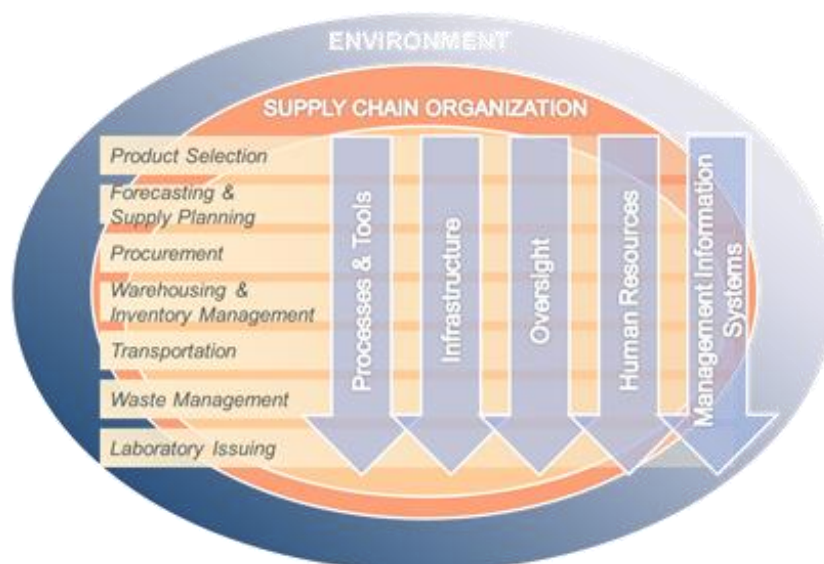 ENVIRONMENT
SUPPLY CHAIN ORGANIZATION
Product Selection
Forecasting &
Supply Planning
Procurement
Warehousing &
Inventory Management
Transportation
Waste Management
Laboratory Issuing
Processes & Tools
Infrastructure
Oversight
Human Resources
Management Information
Systems